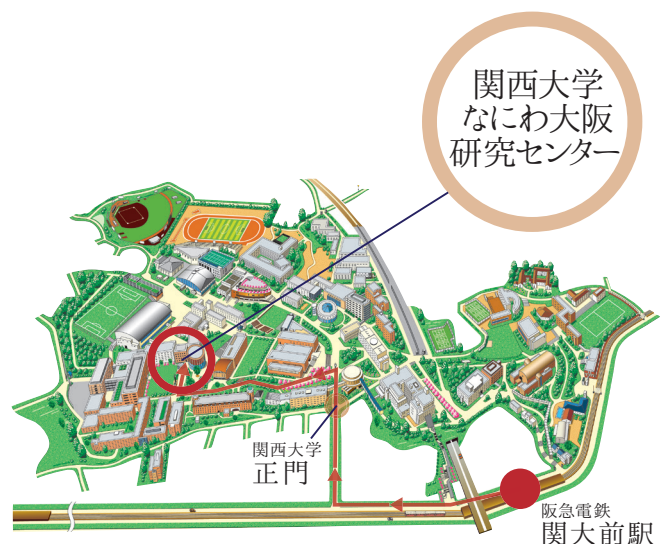 関西大学
なにわ大阪
研究センター
関西大学
正門
阪急電鉄
関大前駅